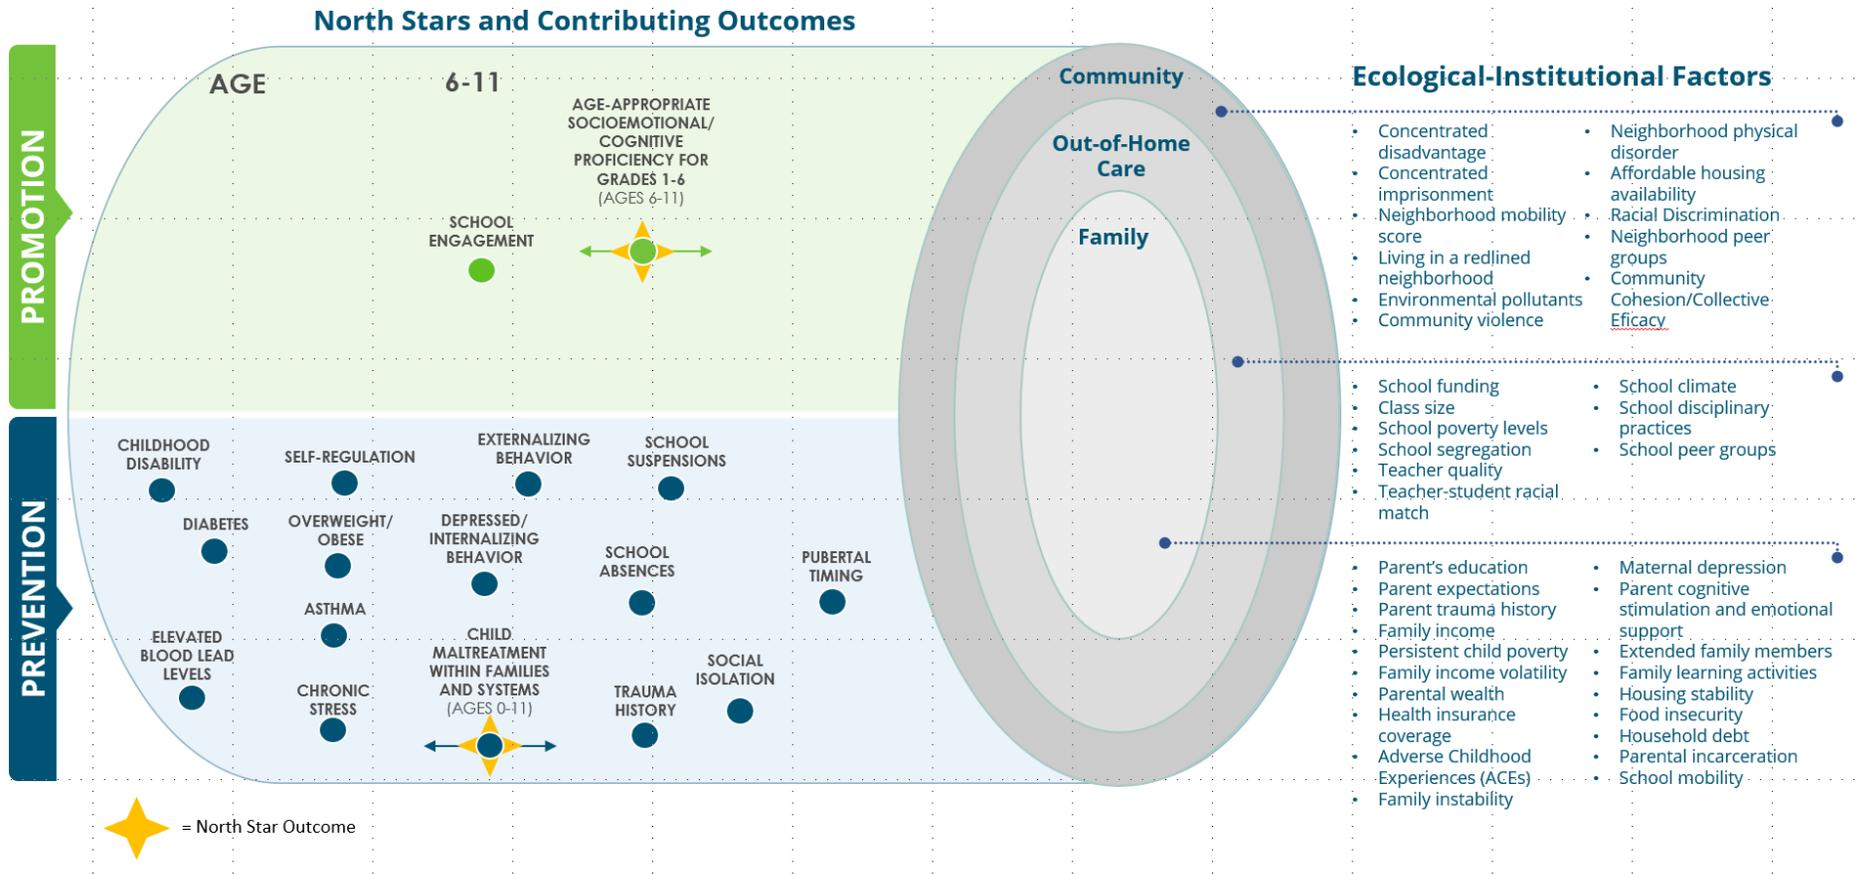 North Stars and Contributing Outcomes
PROMOTION
AGE
6-11
AGE-APPROPRIATE
SOCIOEMOTIONAL/
COGNITIVE
PROFICIENCY FOR
GRADES 1-6
(AGES 6-11)
SCHOOL
ENGAGEMENT
PREVENTION
CHILDHOOD
DISABILITY
SELF-REGULATION
EXTERNALIZING
BEHAVIOR
SCHOOL
SUSPENSIONS
DIABETES
OVERWEIGHT/
OBESE
DEPRESSED/
INTERNALIZING
BEHAVIOR
SCHOOL
ABSENCES
PUBERTAL
TIMING
ASTHMA
ELEVATED
BLOOD LEAD
LEVELS
CHRONIC
STRESS
CHILD
MALTREATMENT
WITHIN FAMILIES
AND SYSTEMS
(AGES 0-11)
TRAUMA
HISTORY
SOCIAL
ISOLATION
= North Star Outcome
Community
Out-of-Home
Care
Family
Ecological-Institutional Factors
• Concentrated
disadvantage
• Concentrated
imprisonment
• Neighborhood mobility
score
• Living in a redlined
neighborhood
• Environmental pollutants
• Community violence
• Neighborhood physical
disorder
• Affordable housing
availability
• Racial Discrimination
• Neighborhood peer
groups
• Community
Cohesion/Collective
Eficacy
• School funding
• Class size
• School poverty levels
• School segregation
• Teacher quality
• Teacher-student racial
match
• School climate
• School disciplinary
practices
• School peer groups
• Parent’s education
• Parent expectations
• Parent trauma history
• Family income
• Persistent child poverty
• Family income volatility
• Parental wealth
• Health insurance
coverage
• Adverse Childhood
Experiences (ACEs)
• Family instability
• Maternal depression
• Parent cognitive
stimulation and emotional
support
• Extended family members
• Family learning activities
• Housing stability
• Food insecurity
• Household debt
• Parental incarceration
• School mobility